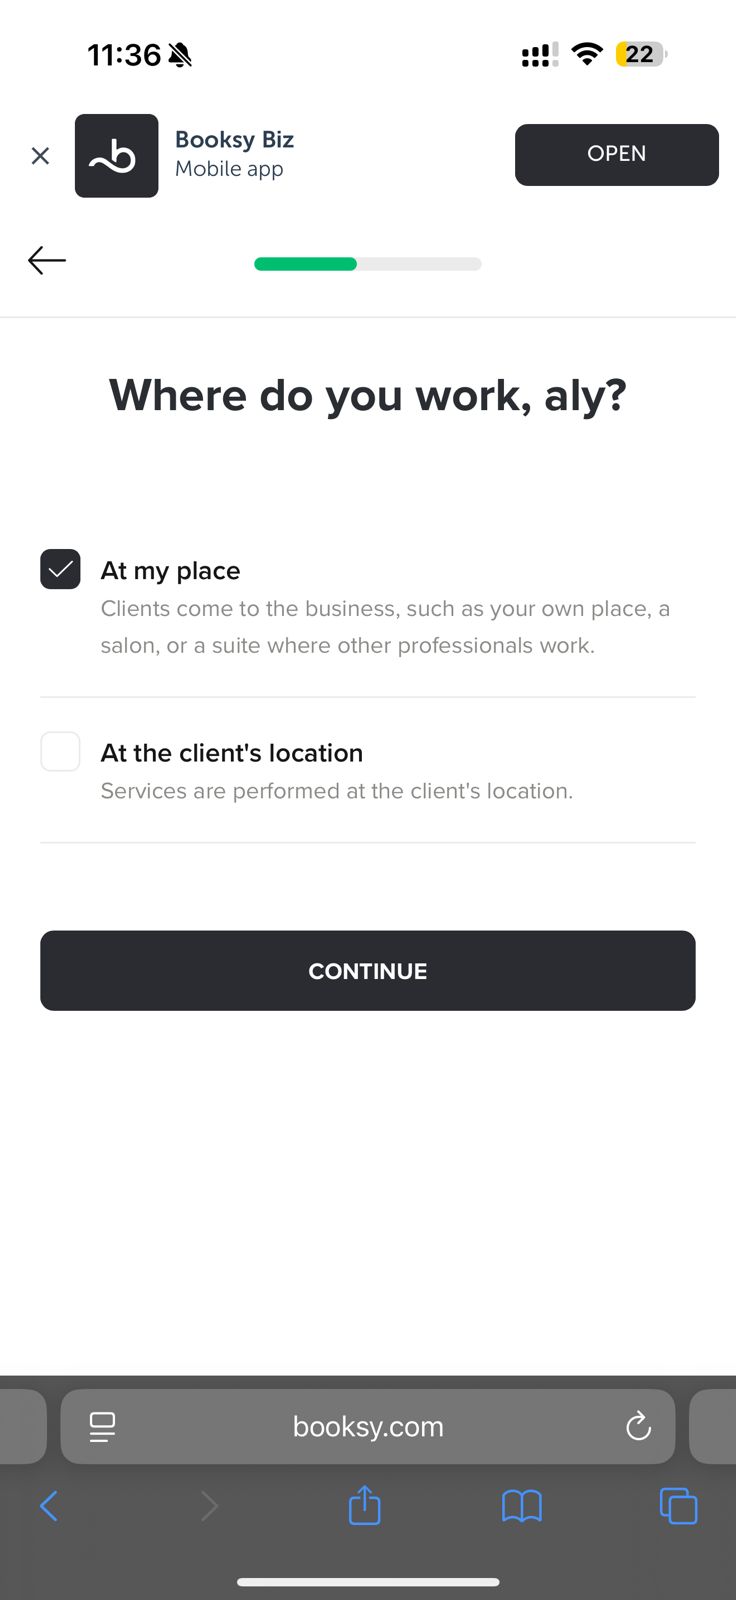 11:36
22
Booksy Biz
Mobile app
OPEN
Where do you work, aly?
At my place
Clients come to the business, such as your own place, a
salon, or a suite where other professionals work.
At the client's location
Services are performed at the client's location.
CONTINUE
booksy.com